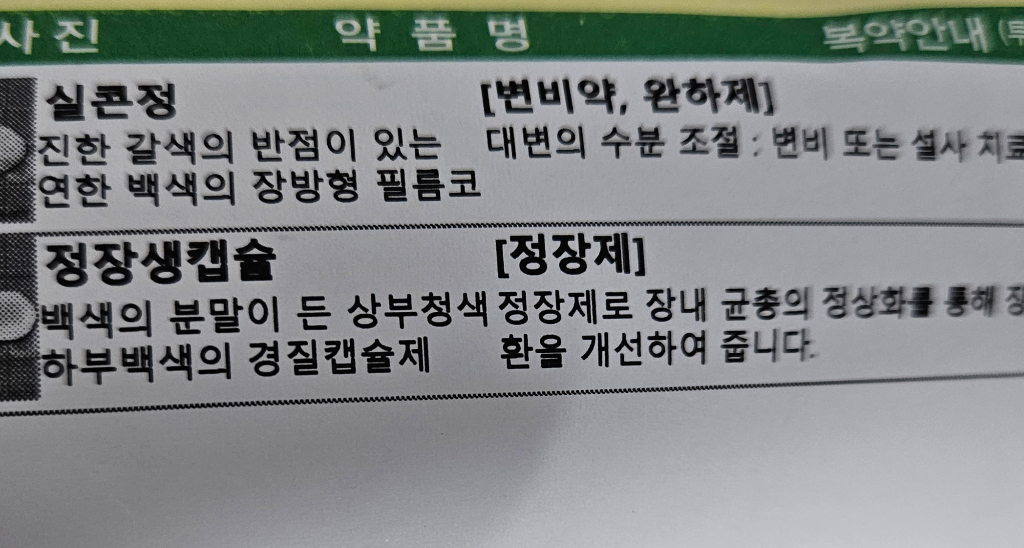 사 진 약 품 명 복약안내
실콘정 [변비약, 완하제]
진한 갈색의 반점이 있는 대변의 수분 조절 : 변비 또는 설사 치료
연한 백색의 장방형 필름코
정장생캡슐 [정장제]
백색의 분말이 든 상부청색 정장제로 장내 균총의 정상화를 통해
하부백색의 경질캡슐제 환을 개선하여 줍니다.